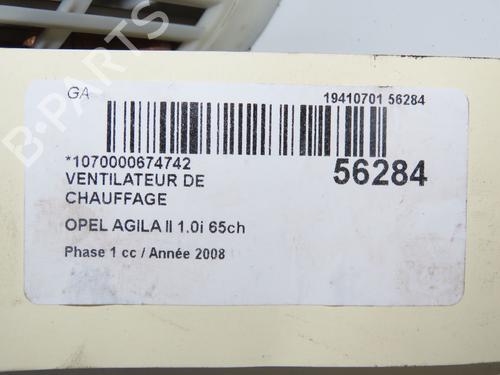 GA
19410701 56284
*1070000674742
56284
VENTILATEUR DE
CHAUFFAGE
OPEL AGILA II 1.0i 65ch
Phase 1 cc / Année 2008
B-PARTS